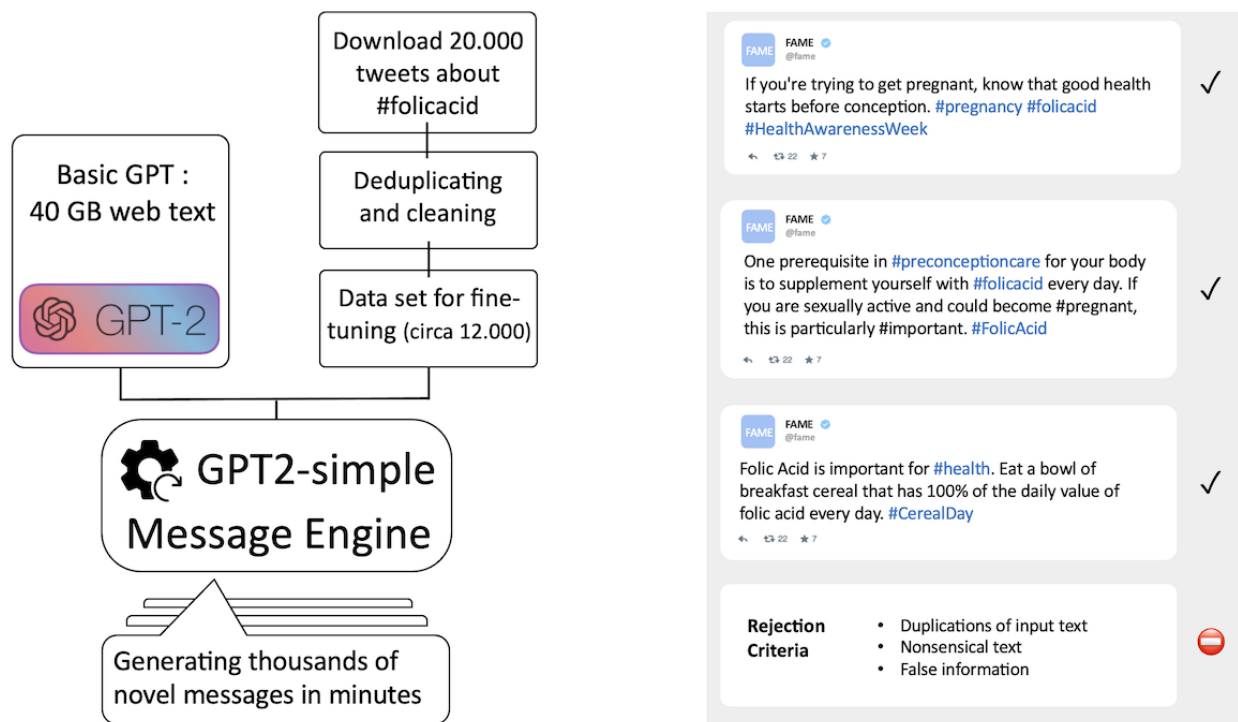 Download 20.000
tweets about
#folicacid
Deduplicating
and cleaning
Data set for fine-
tuning (circa 12.000)
Basic GPT :
40 GB web text
GPT-2
GPT2-simple
Message Engine
Generating thousands of
novel messages in minutes
FAME
FAME
@fame
If you're trying to get pregnant, know that good health
starts before conception. #pregnancy #folicacid
#HealthAwarenessWeek
22 7
✓
FAME
FAME
@fame
One prerequisite in #preconceptioncare for your body
is to supplement yourself with #folicacid every day. If
you are sexually active and could become #pregnant,
this is particularly #important. #FolicAcid
22 7
✓
FAME
FAME
@fame
Folic Acid is important for #health. Eat a bowl of
breakfast cereal that has 100% of the daily value of
folic acid every day. #CerealDay
22 7
✓
Rejection
Criteria
• Duplications of input text
• Nonsensical text
• False information